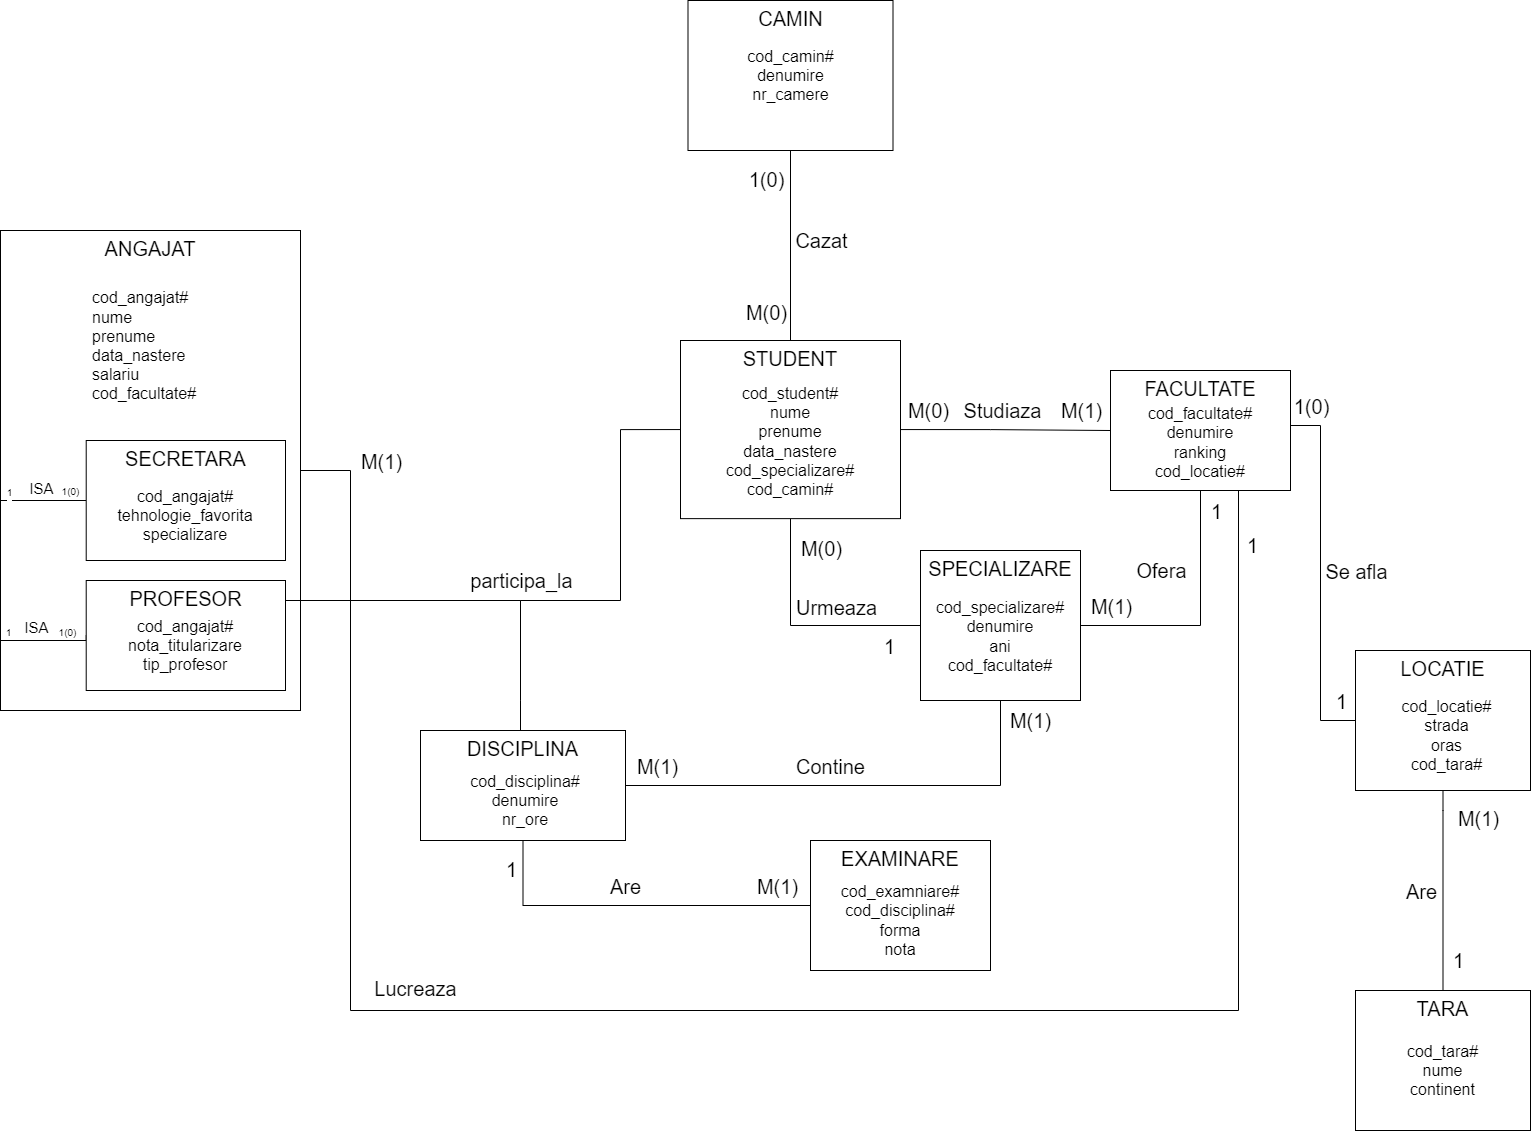 CAMIN
cod_camin#
denumire
nr_camere
1(0)
Cazat
M(0)
ANGAJAT
cod_angajat#
nume
prenume
data_nastere
salariu
cod_facultate#
SECRETARA
cod_angajat#
tehnologie_favorita
specializare
1 ISA 1(0)
PROFESOR
cod_angajat#
nota_titularizare
tip_profesor
1 ISA 1(0)
M(1)
participa_la
STUDENT
cod_student#
nume
prenume
data_nastere
cod_specializare#
cod_camin#
M(0) Studiaza M(1)
FACULTATE
cod_facultate#
denumire
ranking
cod_locatie#
1(0)
M(0)
Urmeaza
1
SPECIALIZARE
cod_specializare#
denumire
ani
cod_facultate#
M(1)
Ofera
1
1
Se afla
1
LOCATIE
cod_locatie#
strada
oras
cod_tara#
M(1)
DISCIPLINA
cod_disciplina#
denumire
nr_ore
M(1) Contine
1
Are
M(1)
EXAMINARE
cod_examniare#
cod_disciplina#
forma
nota
M(1)
Are
1
Lucreaza
TARA
cod_tara#
nume
continent